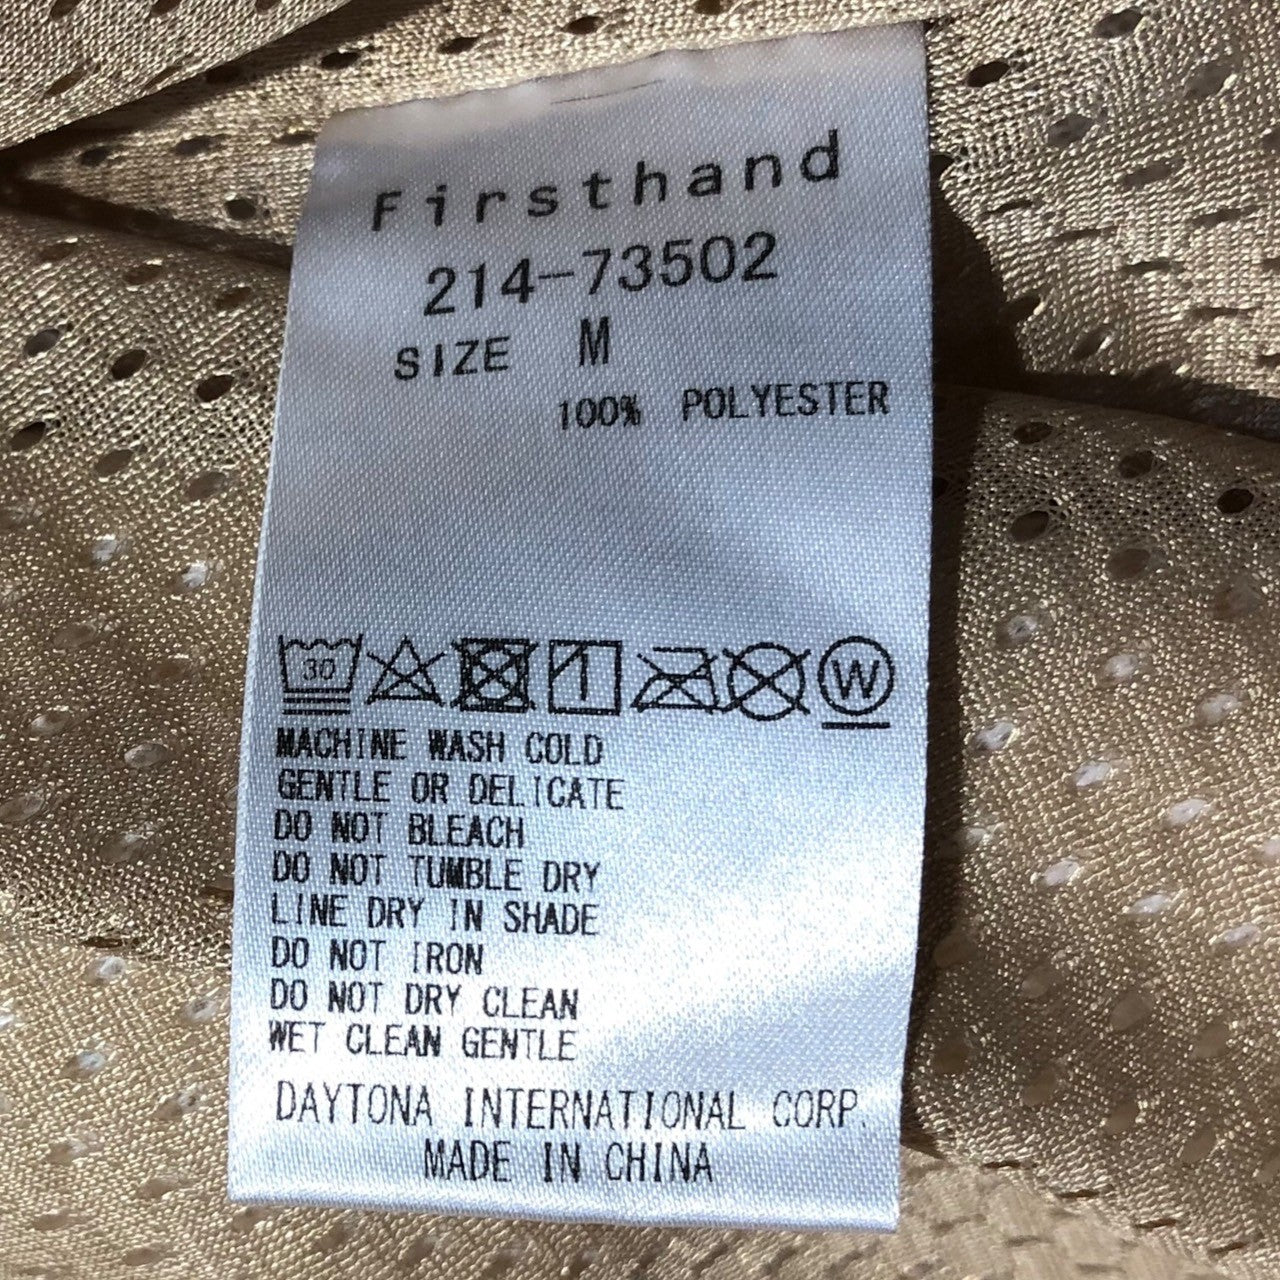 Firsthand
214-73502
SIZE M
100% POLYESTER
30 W
MACHINE WASH COLD
GENTLE OR DELICATE
DO NOT BLEACH
DO NOT TUMBLE DRY
LINE DRY IN SHADE
DO NOT IRON
DO NOT DRY CLEAN
WET CLEAN GENTLE
DAYTONA INTERNATIONAL CORP.
MADE IN CHINA